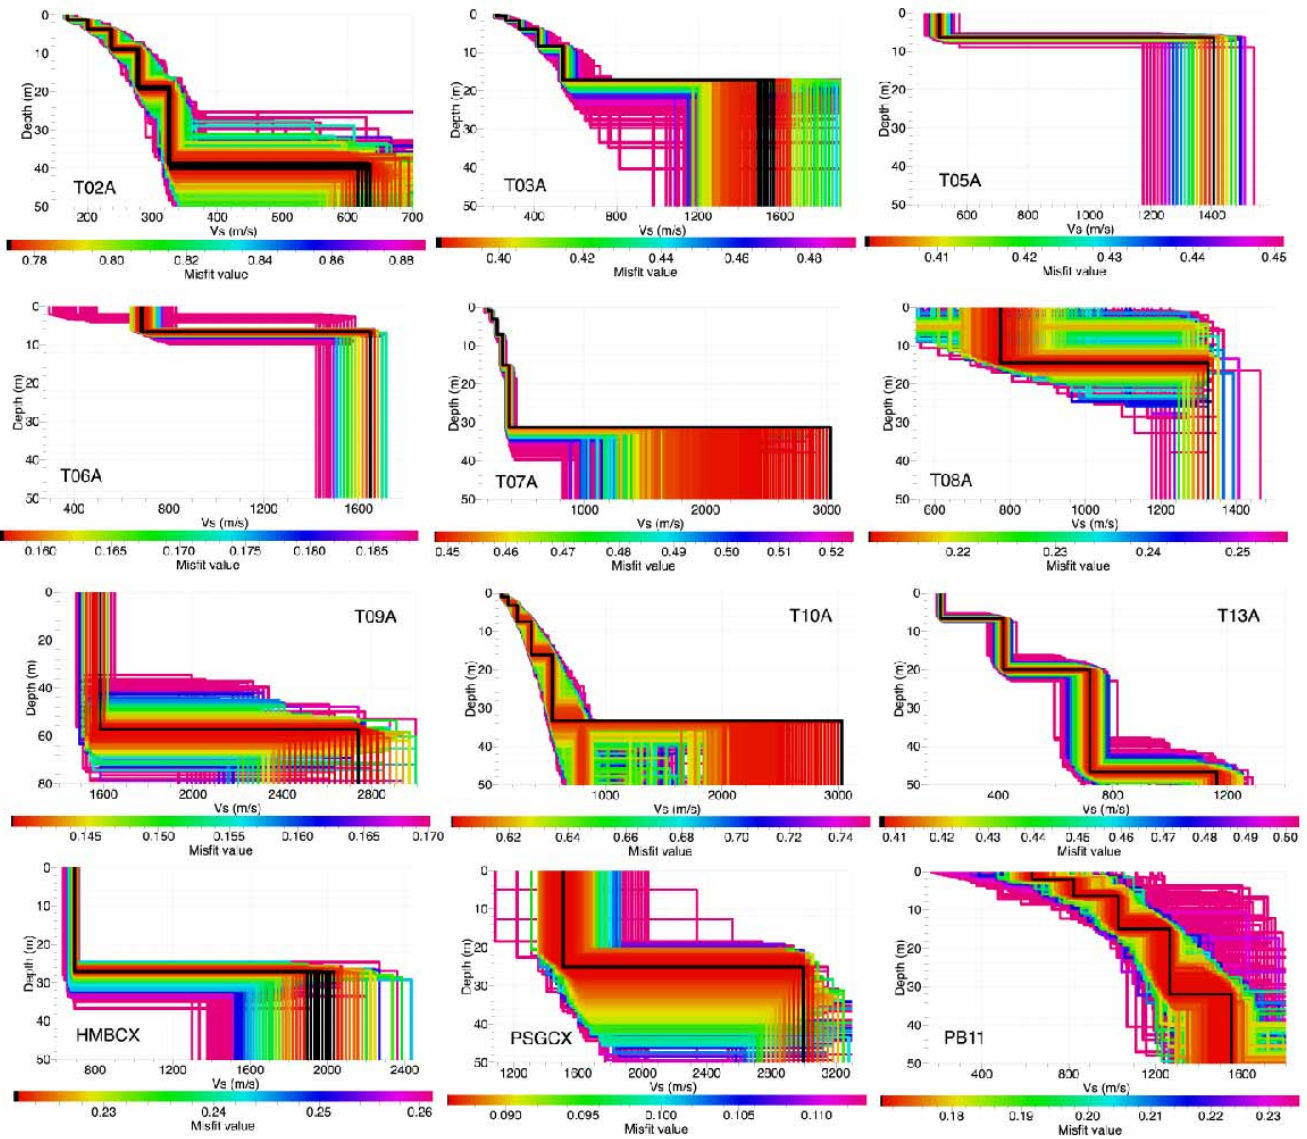 0
10
20
30
40
50
Depth (m)
T02A
200 300 400 500 600 700
Vs (m/s)
0.78 0.80 0.82 0.84 0.86 0.88
Misfit value
0
10
20
30
40
50
Depth (m)
T03A
400 800 1200 1600
Vs (m/s)
0.40 0.42 0.44 0.46 0.48
Misfit value
0
10
20
30
40
50
Depth (m)
T05A
600 800 1000 1200 1400
Vs (m/s)
0.41 0.42 0.43 0.44 0.45
Misfit value
0
10
20
30
40
50
Depth (m)
T06A
400 800 1200 1600
Vs (m/s)
0.160 0.165 0.170 0.175 0.180 0.185
Misfit value
0
10
20
30
40
50
Depth (m)
T07A
1000 2000 3000
Vs (m/s)
0.45 0.46 0.47 0.48 0.49 0.50 0.51 0.52
Misfit value
0
10
20
30
40
50
Depth (m)
T08A
600 800 1000 1200 1400
Vs (m/s)
0.22 0.23 0.24 0.25
Misfit value
0
20
40
60
80
Depth (m)
T09A
1600 2000 2400 2800
Vs (m/s)
0.145 0.150 0.155 0.160 0.165 0.170
Misfit value
0
10
20
30
40
50
Depth (m)
T10A
1000 2000 3000
Vs (m/s)
0.62 0.64 0.66 0.68 0.70 0.72 0.74
Misfit value
0
10
20
30
40
50
Depth (m)
T13A
400 800 1200
Vs (m/s)
0.41 0.42 0.43 0.44 0.45 0.46 0.47 0.48 0.49 0.50
Misfit value
0
10
20
30
40
50
Depth (m)
HMBCX
800 1200 1600 2000 2400
Vs (m/s)
0.23 0.24 0.25 0.26
Misfit value
0
10
20
30
40
50
Depth (m)
PSGCX
1200 1600 2000 2400 2800 3200
Vs (m/s)
0.090 0.095 0.100 0.105 0.110
Misfit value
0
10
20
30
40
50
Depth (m)
PB11
400 800 1200 1600
Vs (m/s)
0.18 0.19 0.20 0.21 0.22 0.23
Misfit value